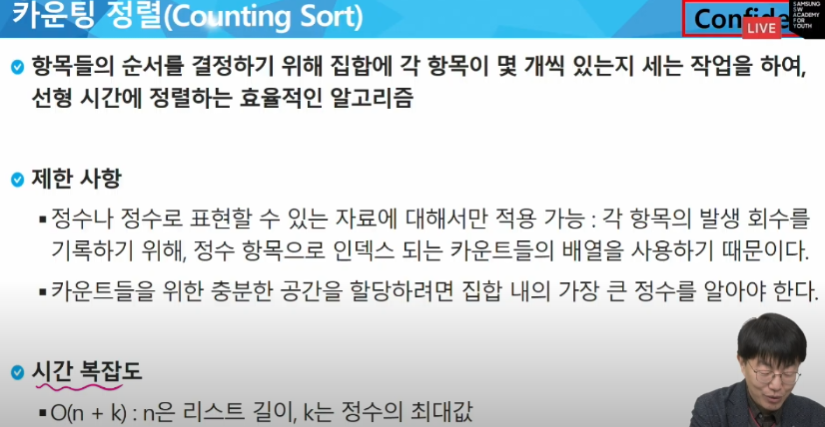 카운팅 정렬(Counting Sort)
Confide
LIVE
SAMSUNG
SW
ACADEMY
FOR
YOUTH
항목들의 순서를 결정하기 위해 집합에 각 항목이 몇 개씩 있는지 세는 작업을 하여,
선형 시간에 정렬하는 효율적인 알고리즘
제한 사항
▪정수나 정수로 표현할 수 있는 자료에 대해서만 적용 가능 : 각 항목의 발생 회수를
기록하기 위해, 정수 항목으로 인덱스 되는 카운트들의 배열을 사용하기 때문이다.
▪카운트들을 위한 충분한 공간을 할당하려면 집합 내의 가장 큰 정수를 알아야 한다.
시간 복잡도
▪O(n + k) : n은 리스트 길이, k는 정수의 최대값